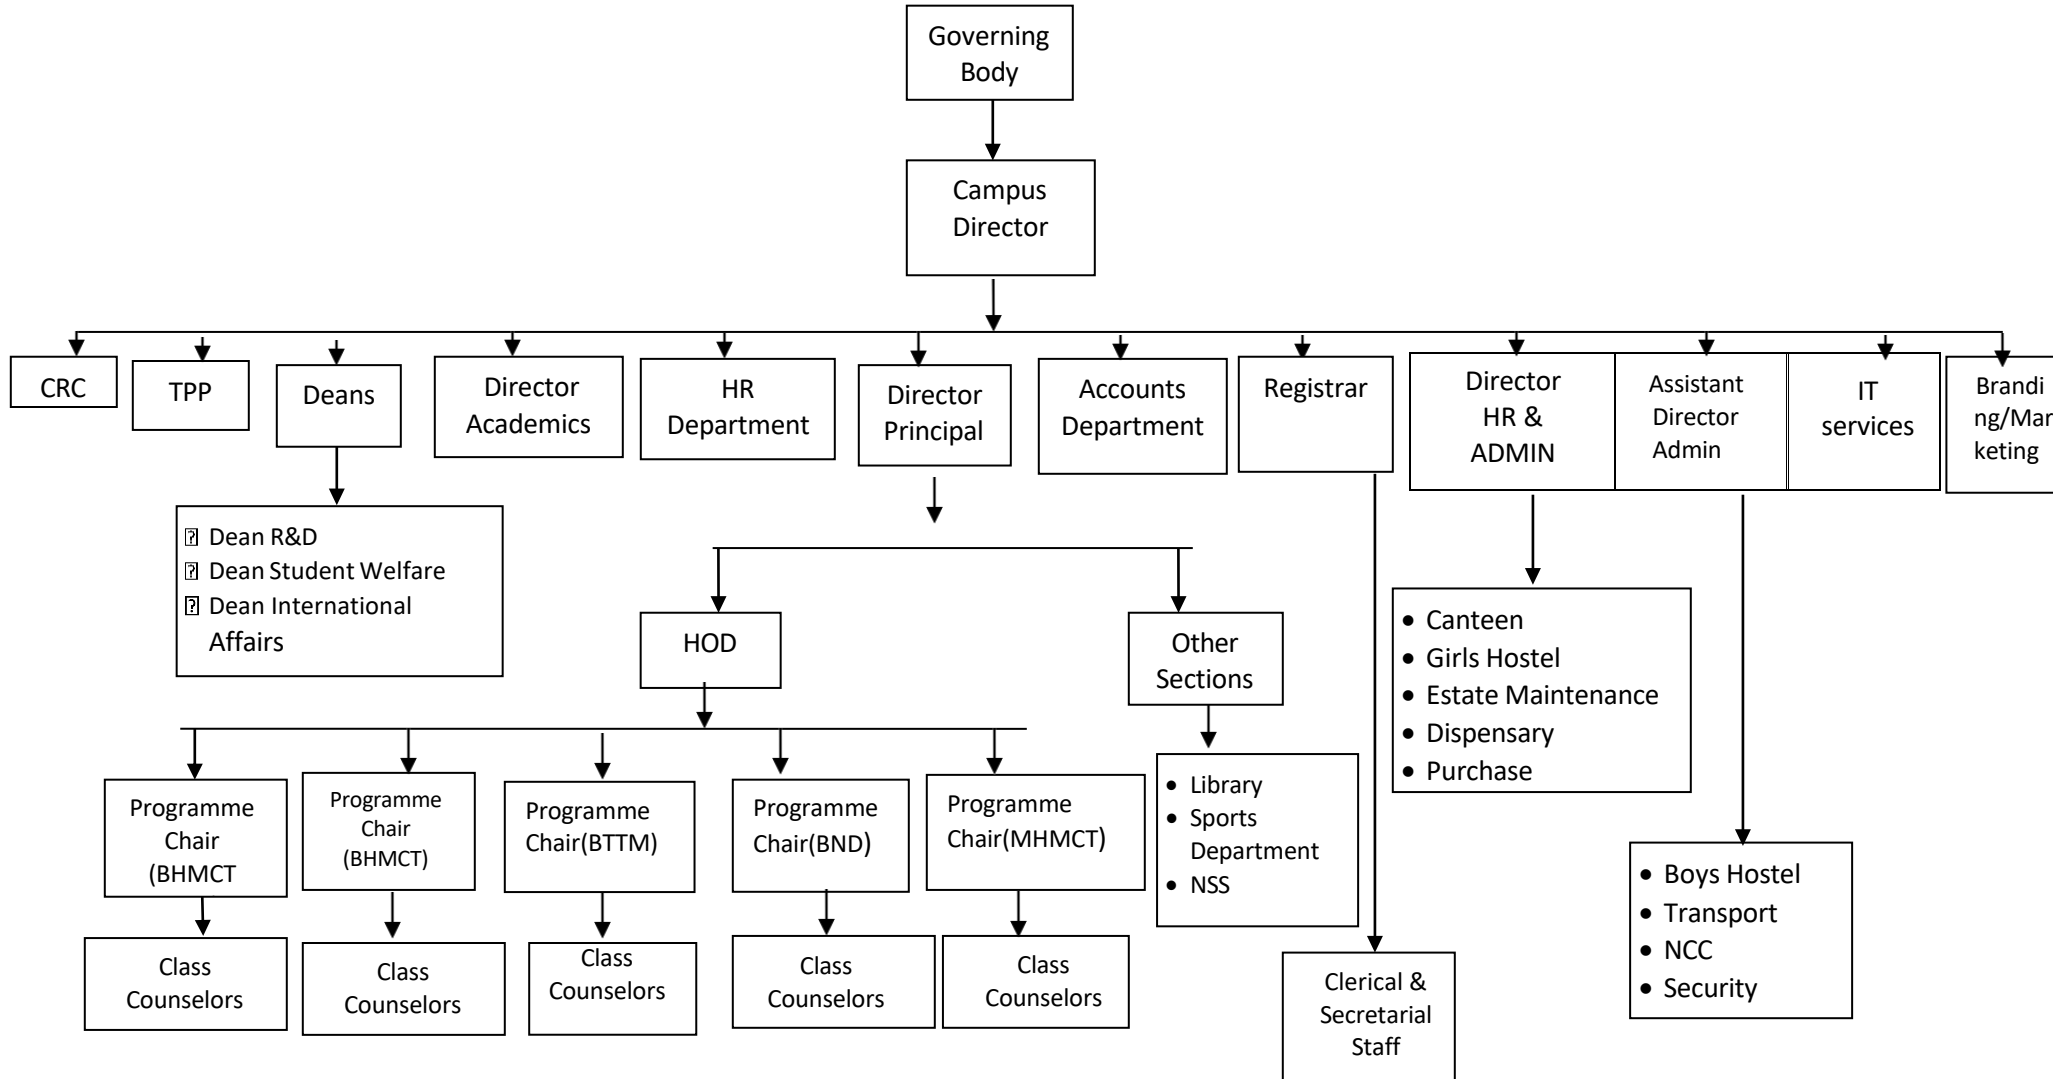 Governing
Body
Campus
Director
CRC
TPP
Deans
Director
Academics
HR
Department
Director
Principal
Accounts
Department
Registrar
Director
HR &
ADMIN
Assistant
Director
Admin
IT
services
Brandi
ng/Mar
keting
Dean R&D
Dean Student Welfare
Dean International
Affairs
HOD
Other
Sections
• Canteen
• Girls Hostel
• Estate Maintenance
• Dispensary
• Purchase
Programme
Chair
(BHMCT
Programme
Chair
(BHMCT)
Programme
Chair(BTTM)
Programme
Chair(BND)
Programme
Chair(MHMCT)
• Library
• Sports
Department
• NSS
• Boys Hostel
• Transport
• NCC
• Security
Class
Counselors
Class
Counselors
Class
Counselors
Class
Counselors
Class
Counselors
Clerical &
Secretarial
Staff